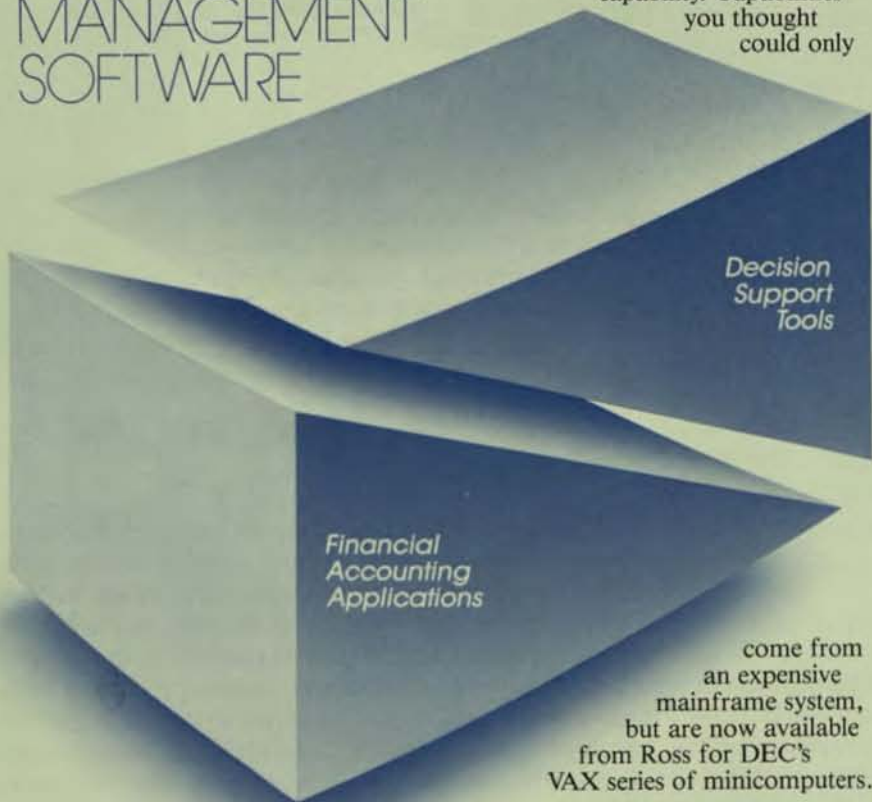 MANAGEMENT
SOFTWARE
you thought
could only
Decision
Support
Tools
Financial
Accounting
Applications
come from
an expensive
mainframe system,
but are now available
from Ross for DEC's
VAX series of minicomputers.